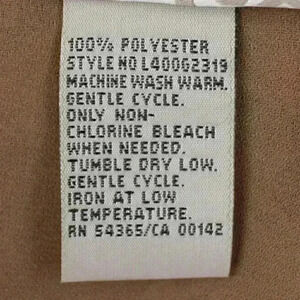 100% POLYESTER
STYLE NO L400G2319
MACHINE WASH WARM.
GENTLE CYCLE.
ONLY NON-
CHLORINE BLEACH
WHEN NEEDED.
TUMBLE DRY LOW.
GENTLE CYCLE.
IRON AT LOW
TEMPERATURE.
RN 54365/CA 00142